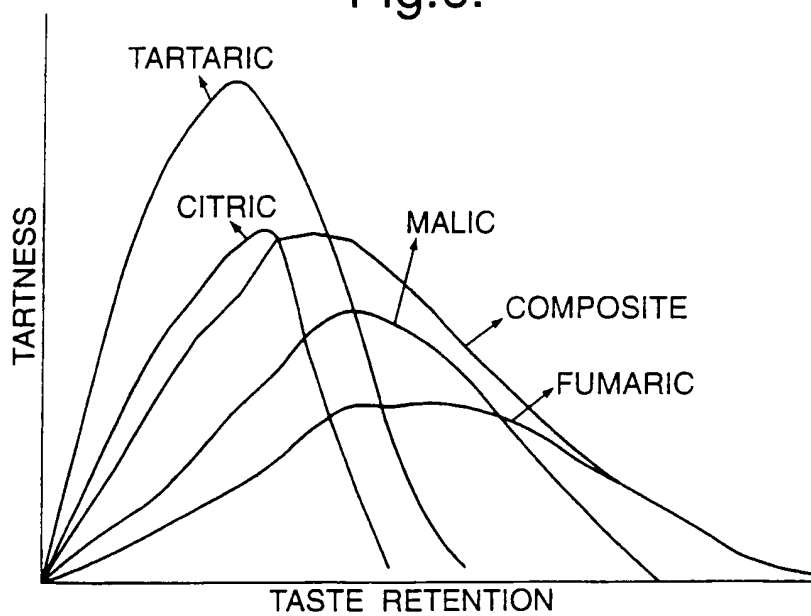 Fig.3.
TARTARIC
CITRIC
MALIC
COMPOSITE
FUMARIC
TARTNESS
TASTE RETENTION